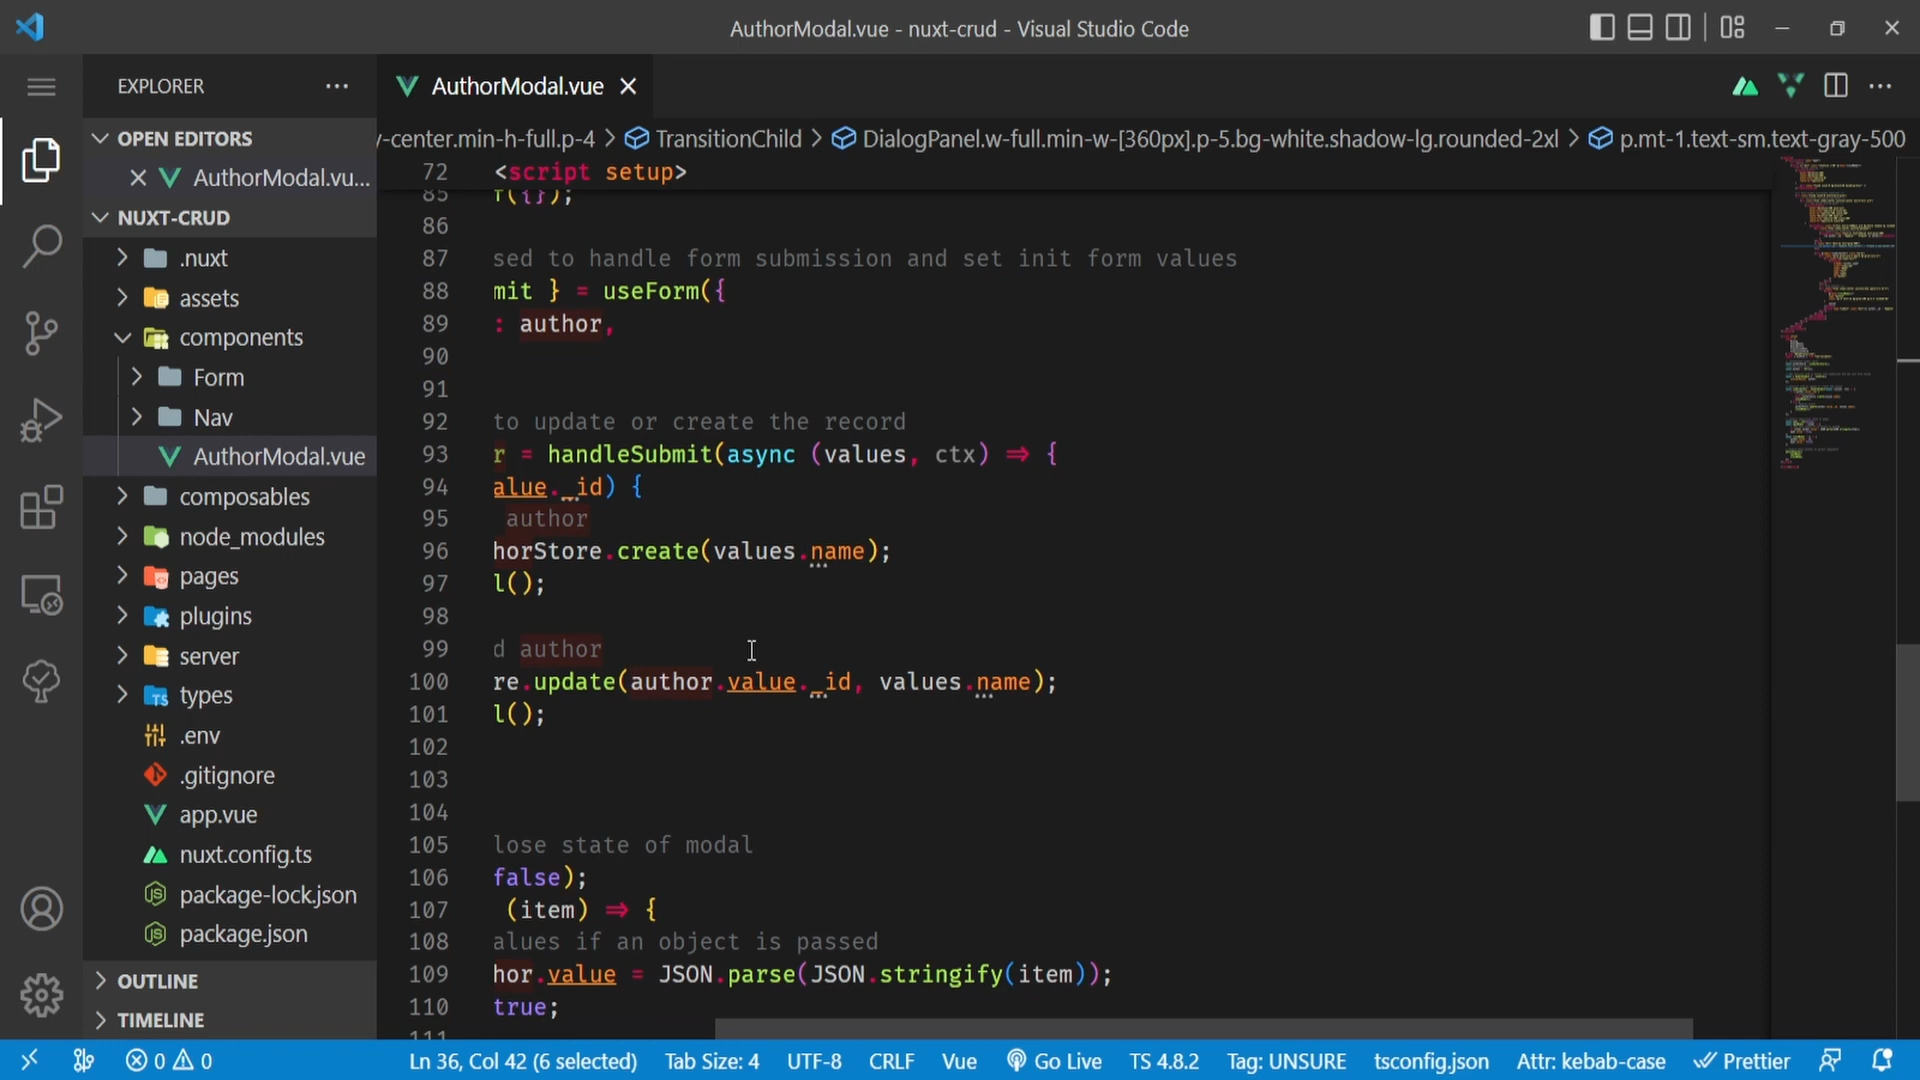 AuthorModal.vue - nuxt-crud - Visual Studio Code
EXPLORER
AuthorModal.vue
OPEN EDITORS
AuthorModal.vu...
NUXT-CRUD
.nuxt
assets
components
Form
Nav
AuthorModal.vue
composables
node_modules
pages
plugins
server
types
.env
.gitignore
app.vue
nuxt.config.ts
package-lock.json
package.json
OUTLINE
TIMELINE
y-center.min-h-full.p-4 > TransitionChild > DialogPanel.w-full.min-w-[360px].p-5.bg-white.shadow-lg.rounded-2xl > p.mt-1.text-sm.text-gray-500
72 <script setup>
85 f({});
86
87 sed to handle form submission and set init form values
88 mit } = useForm({
89 : author,
90
91
92 to update or create the record
93 r = handleSubmit(async (values, ctx) => {
94 alue._id) {
95 author
96 horStore.create(values.name);
97 l();
98
99 d author
100 re.update(author.value._id, values.name);
101 l();
102
103
104
105 lose state of modal
106 false);
107 (item) => {
108 alues if an object is passed
109 hor.value = JSON.parse(JSON.stringify(item));
110 true;
111
0 0 Ln 36, Col 42 (6 selected) Tab Size: 4 UTF-8 CRLF Vue Go Live TS 4.8.2 Tag: UNSURE tsconfig.json Attr: kebab-case Prettier